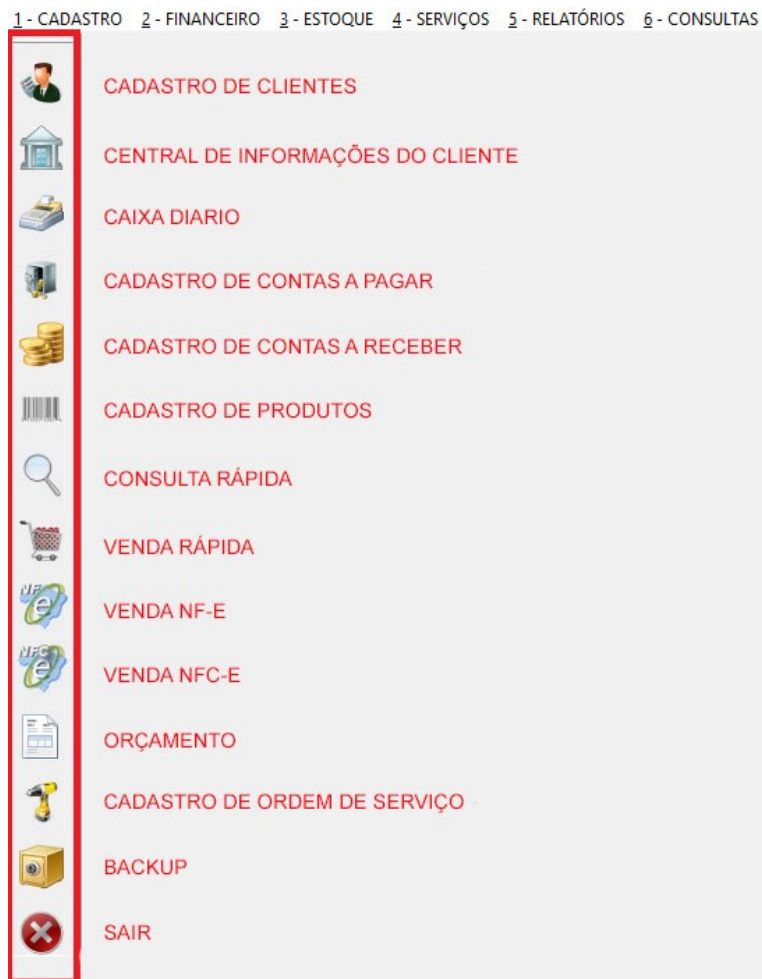 1 - CADASTRO 2 - FINANCEIRO 3 - ESTOQUE 4 - SERVIÇOS 5 - RELATÓRIOS 6 - CONSULTAS
CADASTRO DE CLIENTES
CENTRAL DE INFORMAÇÕES DO CLIENTE
CAIXA DIARIO
CADASTRO DE CONTAS A PAGAR
CADASTRO DE CONTAS A RECEBER
CADASTRO DE PRODUTOS
CONSULTA RÁPIDA
VENDA RÁPIDA
NF e
VENDA NF-E
NFC e
VENDA NFC-E
ORÇAMENTO
CADASTRO DE ORDEM DE SERVIÇO
BACKUP
SAIR